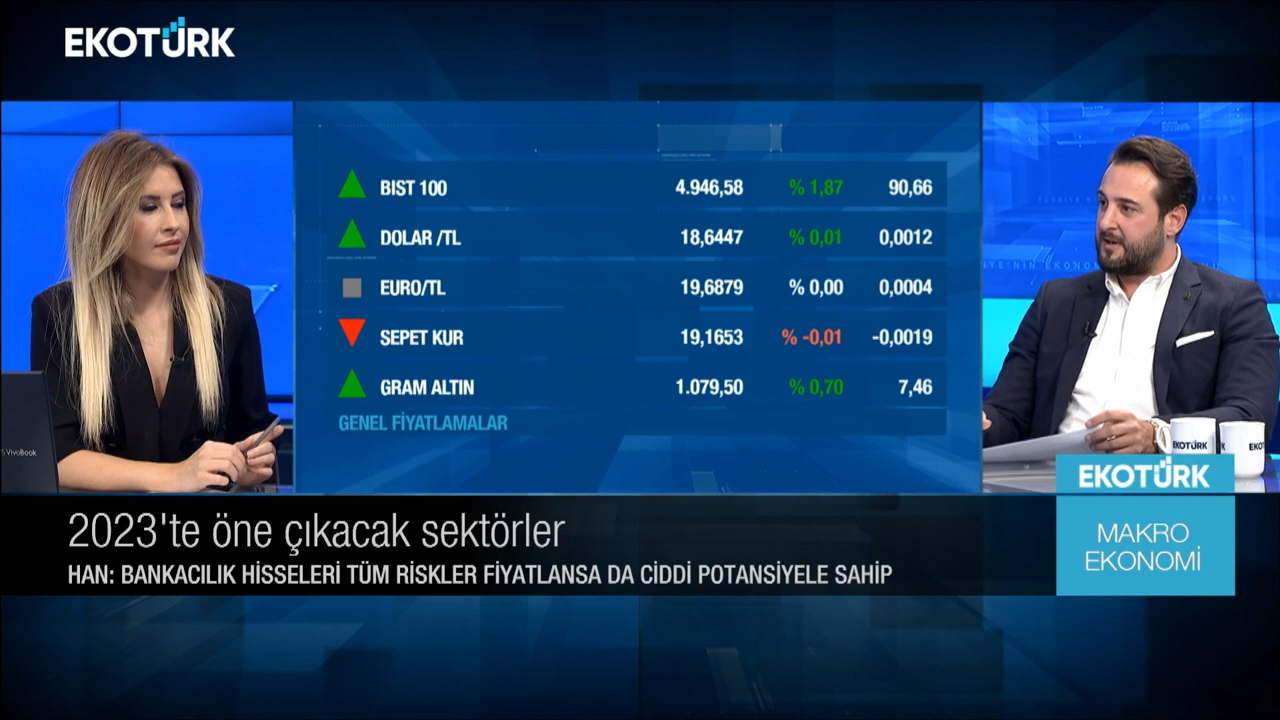 EKOTÜRK
BIST 100 4.946,58 % 1,87 90,66
DOLAR /TL 18,6447 % 0,01 0,0012
EURO/TL 19,6879 % 0,00 0,0004
SEPET KUR 19,1653 % -0,01 -0,0019
GRAM ALTIN 1.079,50 % 0,70 7,46
GENEL FİYATLAMALAR
VivoBook
EKOTÜRK
EKOTÜRK
2023'te öne çıkacak sektörler
HAN: BANKACILIK HİSSELERİ TÜM RİSKLER FİYATLANSA DA CİDDİ POTANSİYELE SAHİP
MAKRO
EKONOMİ